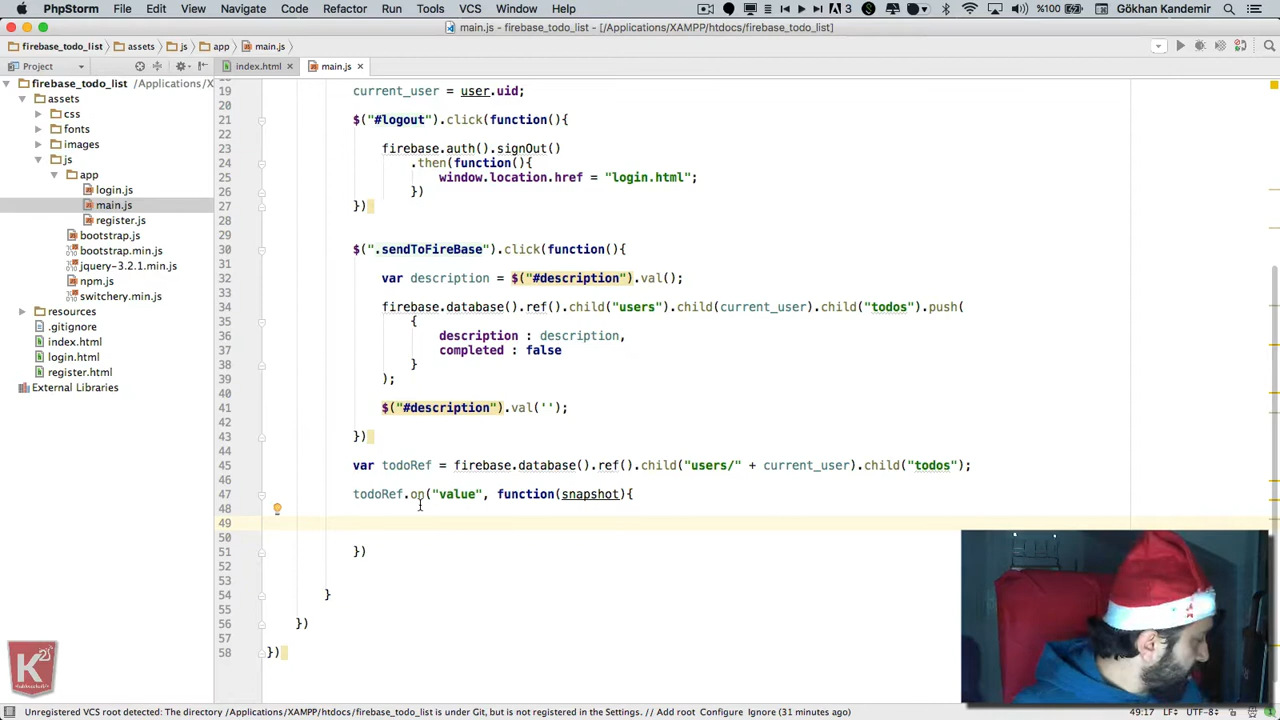 PhpStorm File Edit View Navigate Code Refactor Run Tools VCS Window Help 3 %100 Gökhan Kandemir
main.js - firebase_todo_list - [/Applications/XAMPP/htdocs/firebase_todo_list]
firebase_todo_list assets js app main.js
Project index.html main.js
firebase_todo_list /Applications/X
assets
css
fonts
images
js
app
login.js
main.js
register.js
bootstrap.js
bootstrap.min.js
jquery-3.2.1.min.js
npm.js
switchery.min.js
resources
.gitignore
index.html
login.html
register.html
External Libraries
19 current_user = user.uid;
20
21 $("#logout").click(function(){
22
23 firebase.auth().signOut()
24 .then(function(){
25 window.location.href = "login.html";
26 })
27 })
28
29
30 $(".sendToFireBase").click(function(){
31
32 var description = $("#description").val();
33
34 firebase.database().ref().child("users").child(current_user).child("todos").push(
35 {
36 description : description,
37 completed : false
38 }
39 );
40
41 $("#description").val('');
42
43 })
44
45 var todoRef = firebase.database().ref().child("users/" + current_user).child("todos");
46
47 todoRef.on("value", function(snapshot){
48
49
50
51 })
52
53
54 }
55
56 })
57
58 })
Unregistered VCS root detected: The directory /Applications/XAMPP/htdocs/firebase_todo_list is under Git, but is not registered in the Settings. // Add root Configure Ignore (31 minutes ago) 49:17 LF÷ UTF-8÷